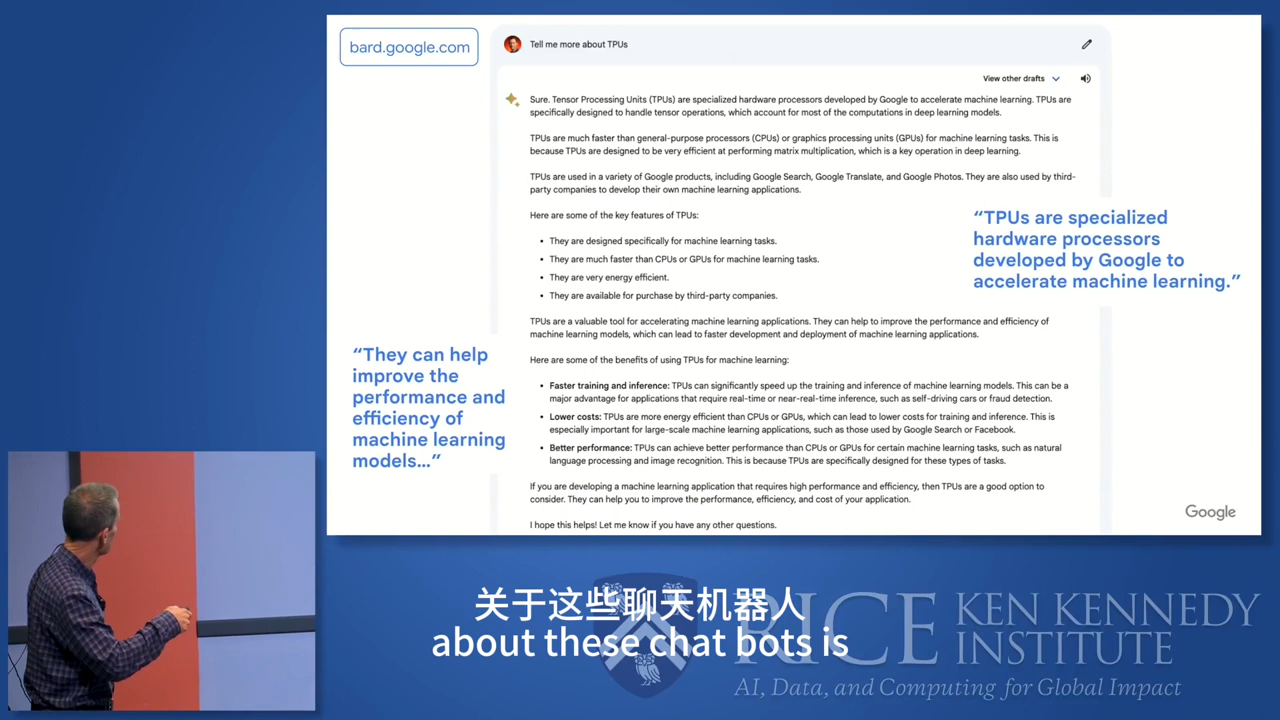 bard.google.com
Tell me more about TPUs
View other drafts
Sure. Tensor Processing Units (TPUs) are specialized hardware processors developed by Google to accelerate machine learning. TPUs are
specifically designed to handle tensor operations, which account for most of the computations in deep learning models.
TPUs are much faster than general-purpose processors (CPUs) or graphics processing units (GPUs) for machine learning tasks. This is
because TPUs are designed to be very efficient at performing matrix multiplication, which is a key operation in deep learning.
TPUs are used in a variety of Google products, including Google Search, Google Translate, and Google Photos. They are also used by third-
party companies to develop their own machine learning applications.
Here are some of the key features of TPUs:
• They are designed specifically for machine learning tasks.
• They are much faster than CPUs or GPUs for machine learning tasks.
• They are very energy efficient.
• They are available for purchase by third-party companies.
“TPUs are specialized
hardware processors
developed by Google to
accelerate machine learning.”
TPUs are a valuable tool for accelerating machine learning applications. They can help to improve the performance and efficiency of
machine learning models, which can lead to faster development and deployment of machine learning applications.
Here are some of the benefits of using TPUs for machine learning:
• Faster training and inference: TPUs can significantly speed up the training and inference of machine learning models. This can be a
major advantage for applications that require real-time or near-real-time inference, such as self-driving cars or fraud detection.
• Lower costs: TPUs are more energy efficient than CPUs or GPUs, which can lead to lower costs for training and inference. This is
especially important for large-scale machine learning applications, such as those used by Google Search or Facebook.
• Better performance: TPUs can achieve better performance than CPUs or GPUs for certain machine learning tasks, such as natural
language processing and image recognition. This is because TPUs are specifically designed for these types of tasks.
“They can help
improve the
performance and
efficiency of
machine learning
models...”
If you are developing a machine learning application that requires high performance and efficiency, then TPUs are a good option to
consider. They can help you to improve the performance, efficiency, and cost of your application.
I hope this helps! Let me know if you have any other questions.
Google
关于这些聊天机器人
about these chat bots is
RICE
KEN KENNEDY
INSTITUTE
AI, Data, and Computing for Global Impact